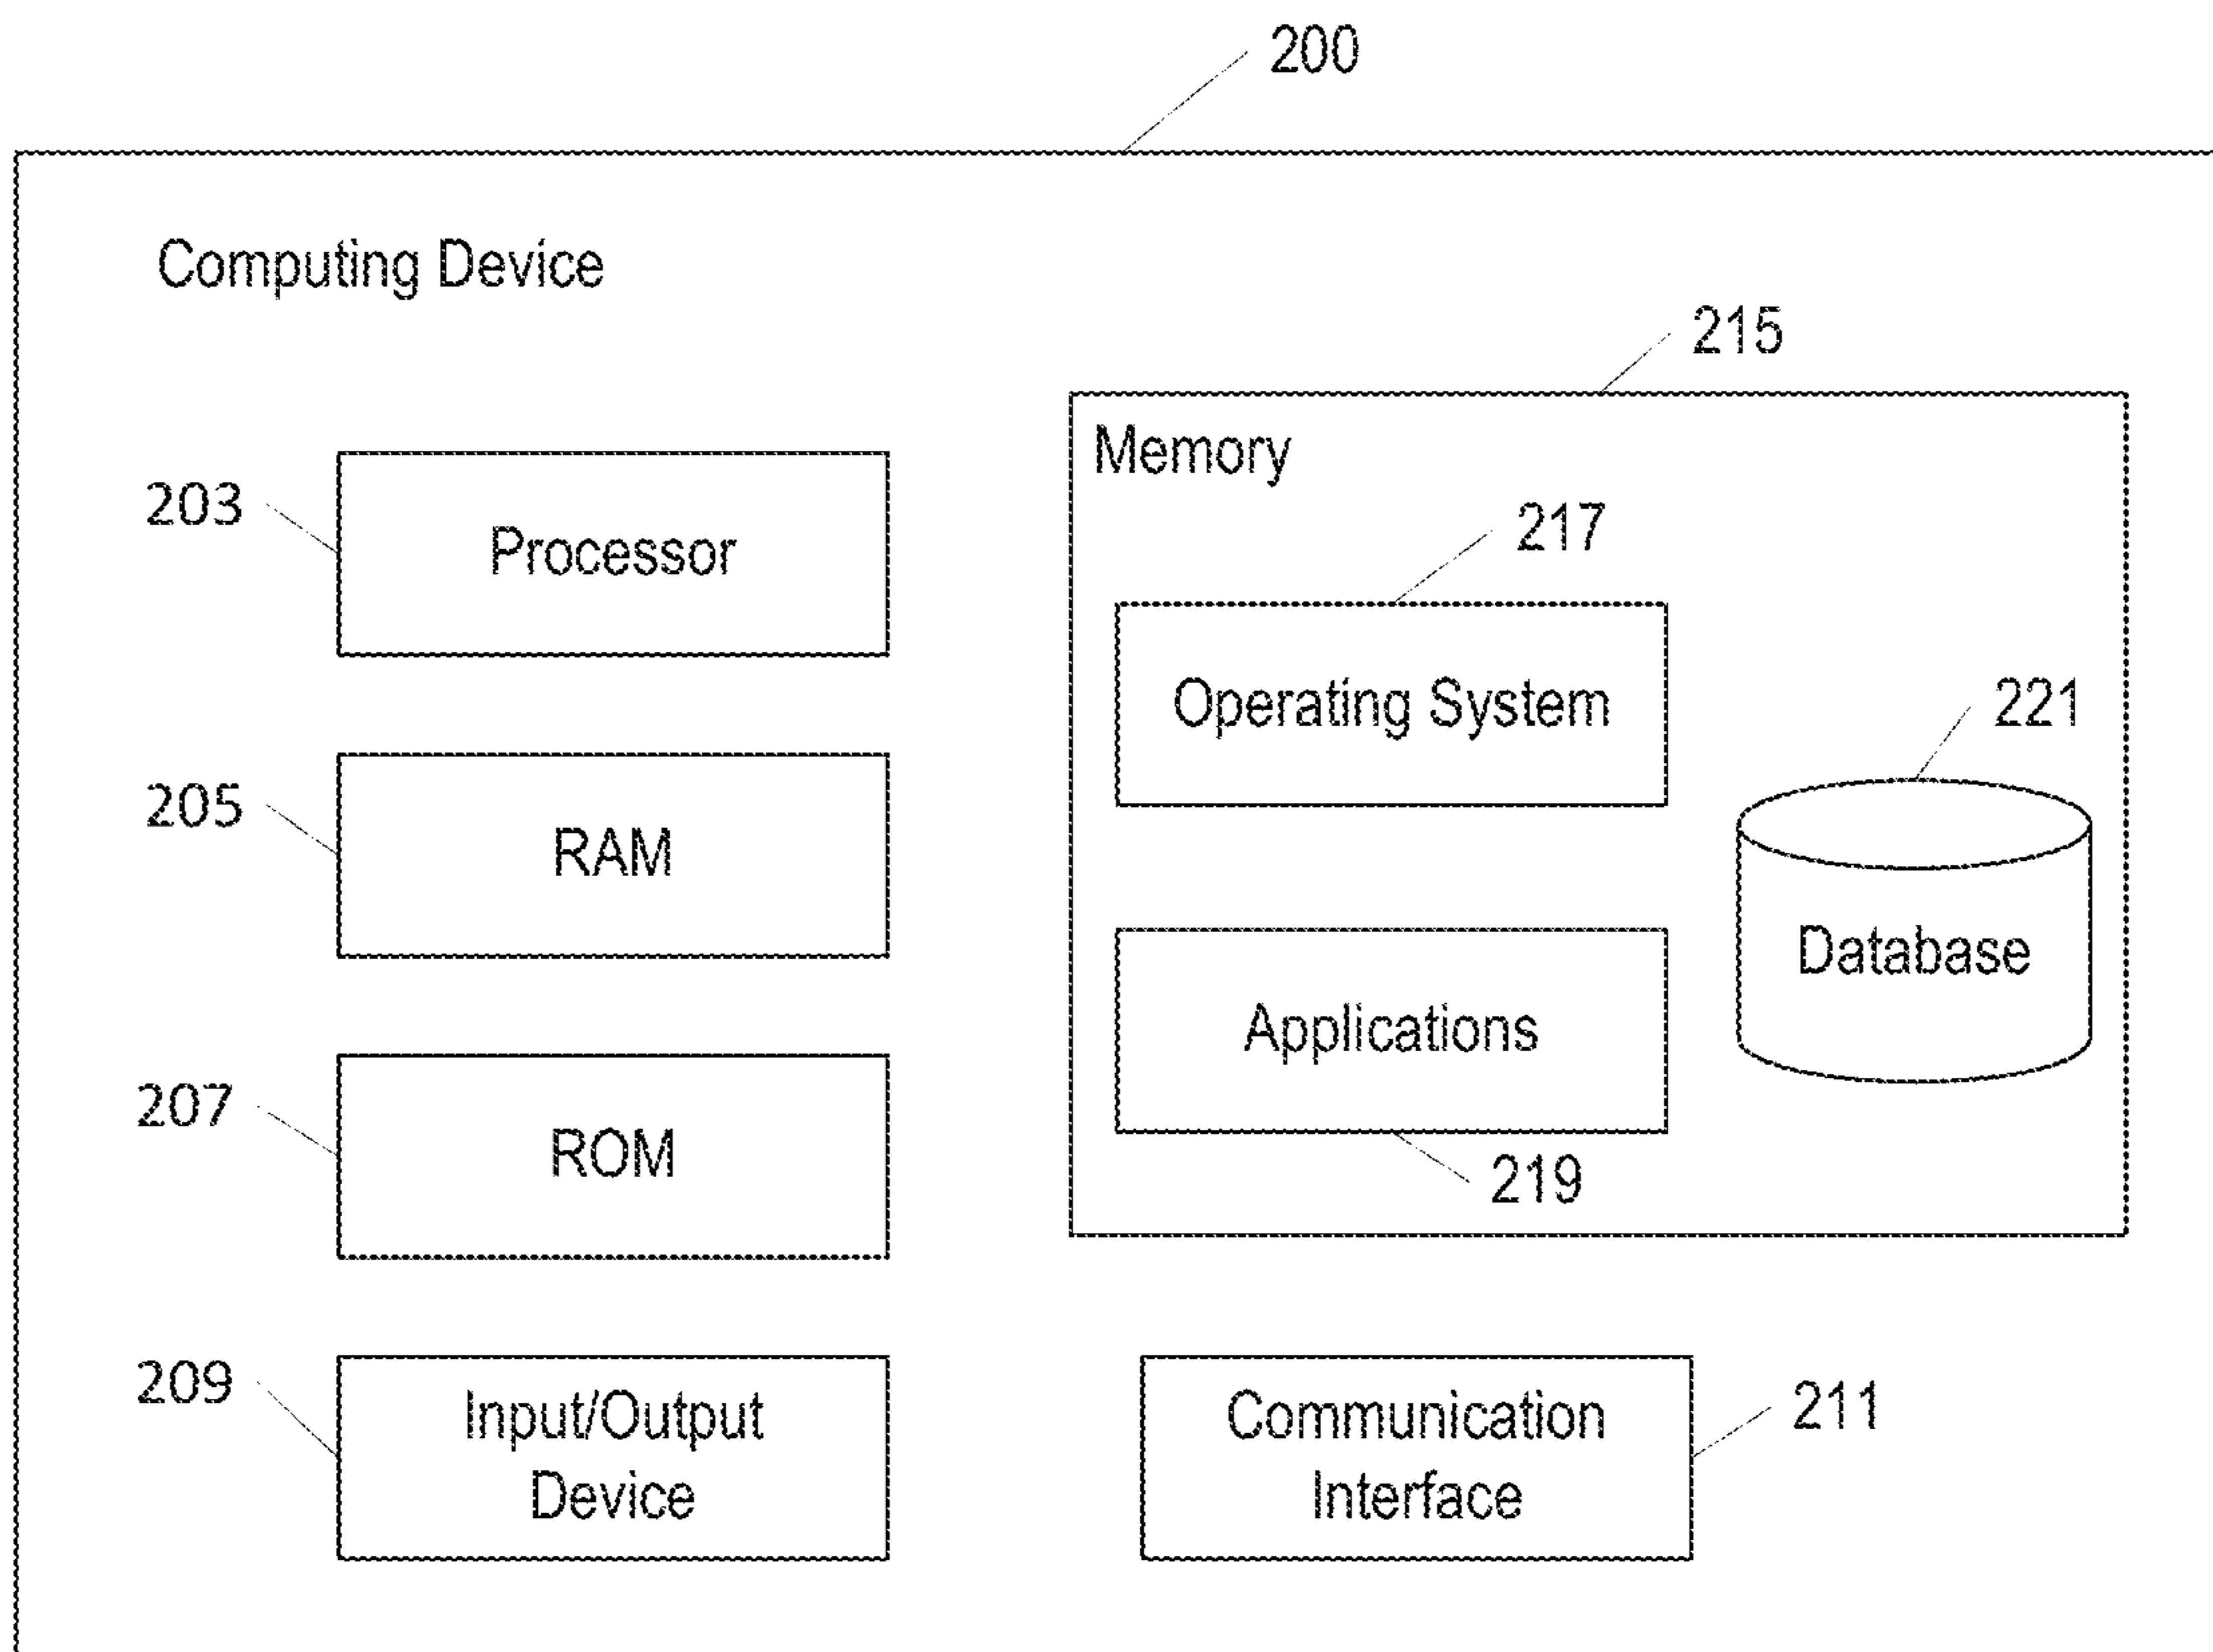 200
Computing Device
215
Memory
203
Processor
217
Operating System
221
205
RAM
Database
Applications
207
ROM
219
209
Input/Output
Device
Communication
Interface
211